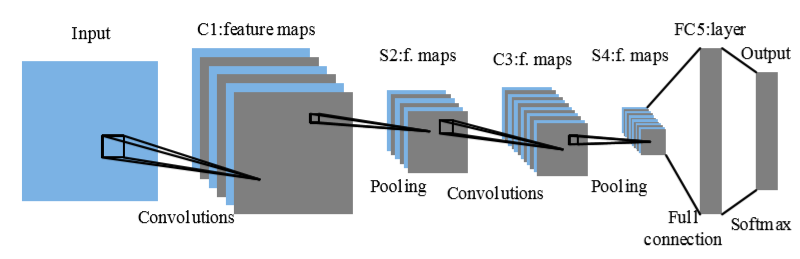 Input
C1:feature maps
S2:f. maps
C3:f. maps
S4:f. maps
FC5:layer
Output
Convolutions
Pooling
Convolutions
Pooling
Full
connection
Softmax